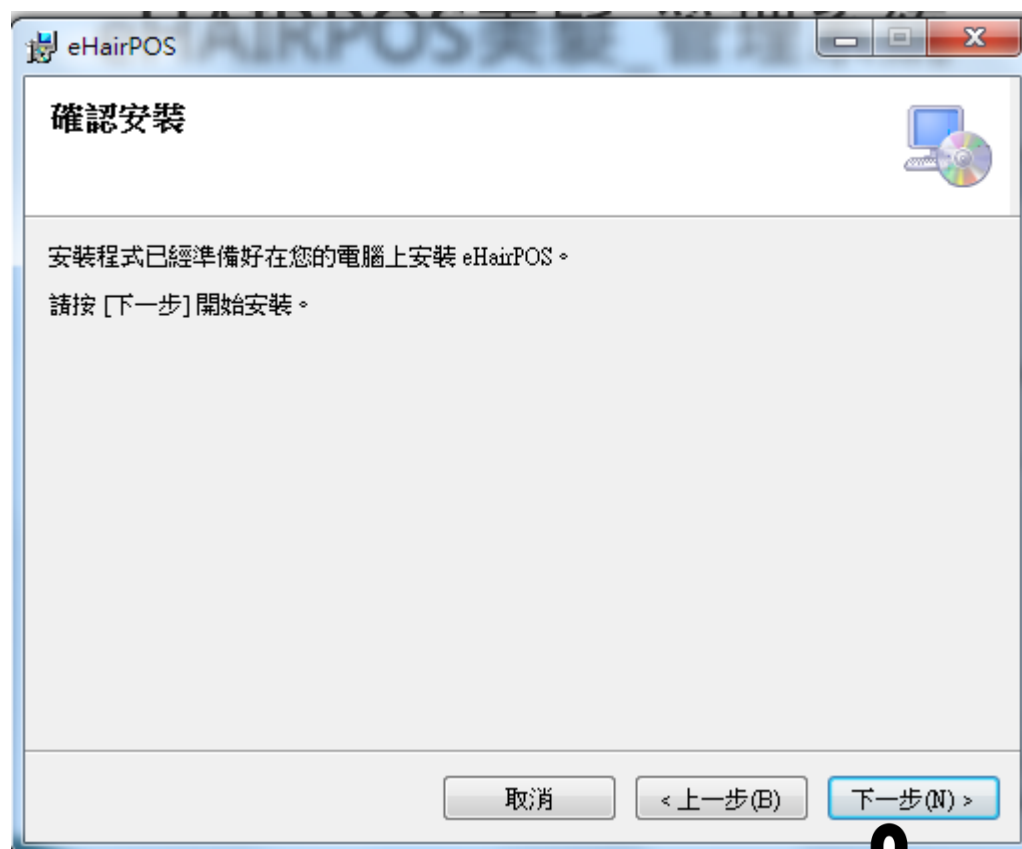 eHairPOS
確認安裝
安裝程式已經準備好在您的電腦上安裝 eHairPOS。
請按 [下一步] 開始安裝。
取消
< 上一步(B)
下一步(N) >